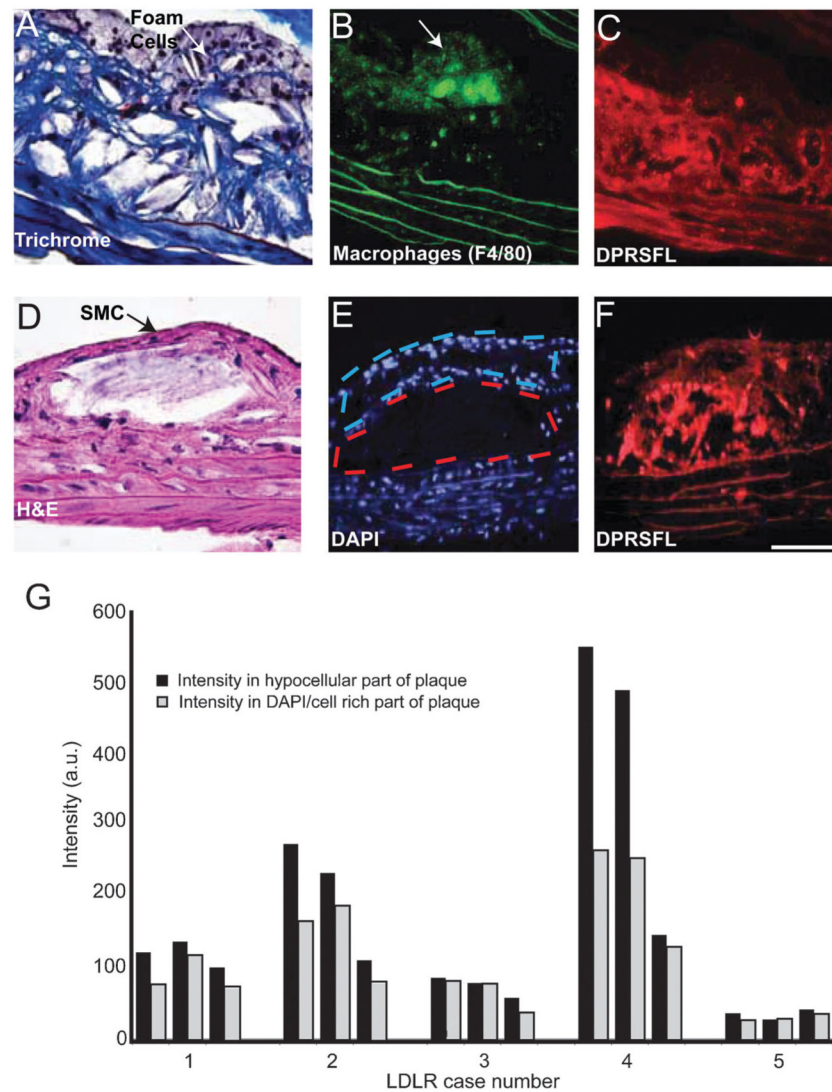 A
Foam
Cells
Trichrome
B
Macrophages (F4/80)
C
DPRSFL
D
SMC
H&E
E
DAPI
F
DPRSFL
G
600
500
400
300
200
100
0
Intensity (a.u.)
Intensity in hypocellular part of plaque
Intensity in DAPI/cell rich part of plaque
1 2 3 4 5
LDLR case number